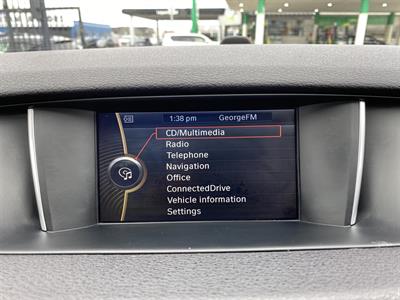 1:38 pm GeorgeFM
CD/Multimedia
Radio
Telephone
Navigation
Office
ConnectedDrive
Vehicle information
Settings